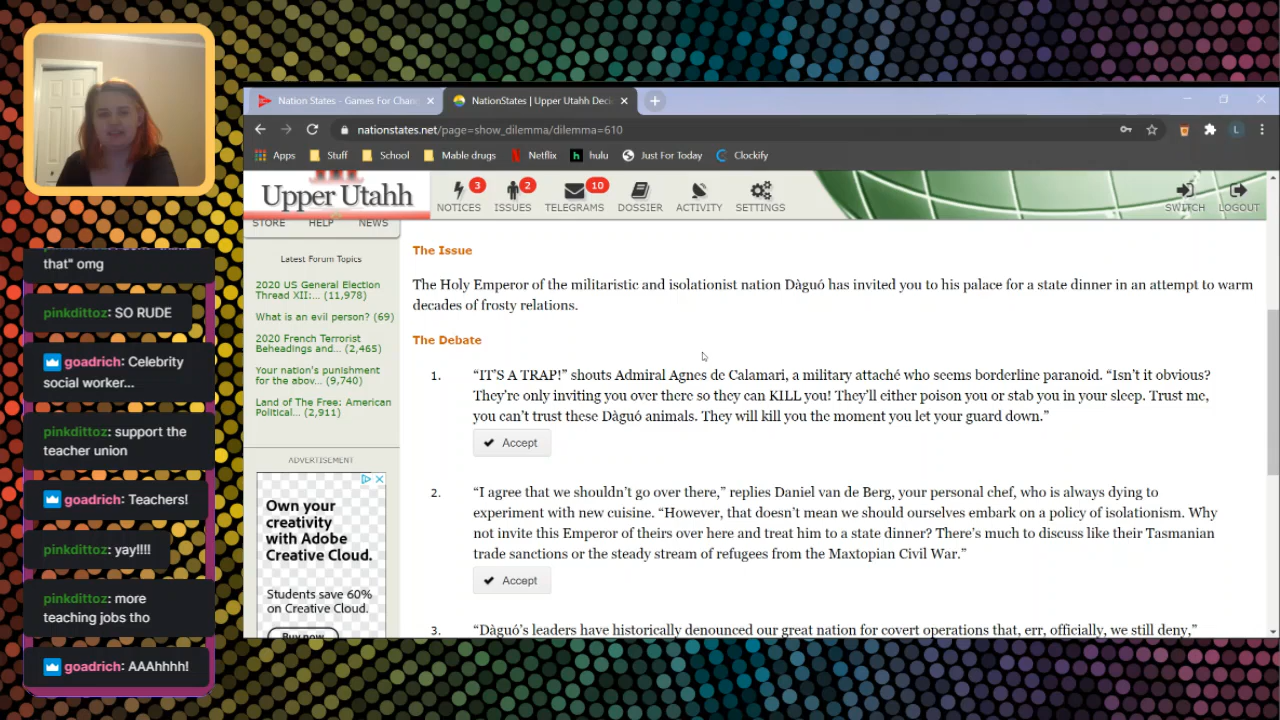 that" omg
pinkdittoz: SO RUDE
goadrich: Celebrity
social worker...
pinkdittoz: support the
teacher union
goadrich: Teachers!
pinkdittoz: yay!!!!
pinkdittoz: more
teaching jobs tho
goadrich: AAAhhhh!
Nation States - Games For Chan
NationStates | Upper Utahh Deci
nationstates.net/page=show_dilemma/dilemma=610
L
Apps
Stuff
School
Mable drugs
Netflix
hulu
Just For Today
Clockify
Upper Utahh
3
2
10
NOTICES
ISSUES
TELEGRAMS
DOSSIER
ACTIVITY
SETTINGS
SWITCH
LOGOUT
STORE
HELP
NEWS
Latest Forum Topics
2020 US General Election
Thread XII:... (11,978)
What is an evil person? (69)
2020 French Terrorist
Beheadings and... (2,465)
Your nation's punishment
for the abov... (9,740)
Land of The Free: American
Political... (2,911)
ADVERTISEMENT
Own your
creativity
with Adobe
Creative Cloud.
Students save 60%
on Creative Cloud.
Buy now
The Issue
The Holy Emperor of the militaristic and isolationist nation Dàguó has invited you to his palace for a state dinner in an attempt to warm
decades of frosty relations.
The Debate
1.
“IT’S A TRAP!” shouts Admiral Agnes de Calamari, a military attaché who seems borderline paranoid. “Isn’t it obvious?
They’re only inviting you over there so they can KILL you! They’ll either poison you or stab you in your sleep. Trust me,
you can’t trust these Dàguó animals. They will kill you the moment you let your guard down.”
Accept
2.
“I agree that we shouldn’t go over there,” replies Daniel van de Berg, your personal chef, who is always dying to
experiment with new cuisine. “However, that doesn’t mean we should ourselves embark on a policy of isolationism. Why
not invite this Emperor of theirs over here and treat him to a state dinner? There’s much to discuss like their Tasmanian
trade sanctions or the steady stream of refugees from the Maxtopian Civil War.”
Accept
3.
“Dàguó’s leaders have historically denounced our great nation for covert operations that, err, officially, we still deny,”